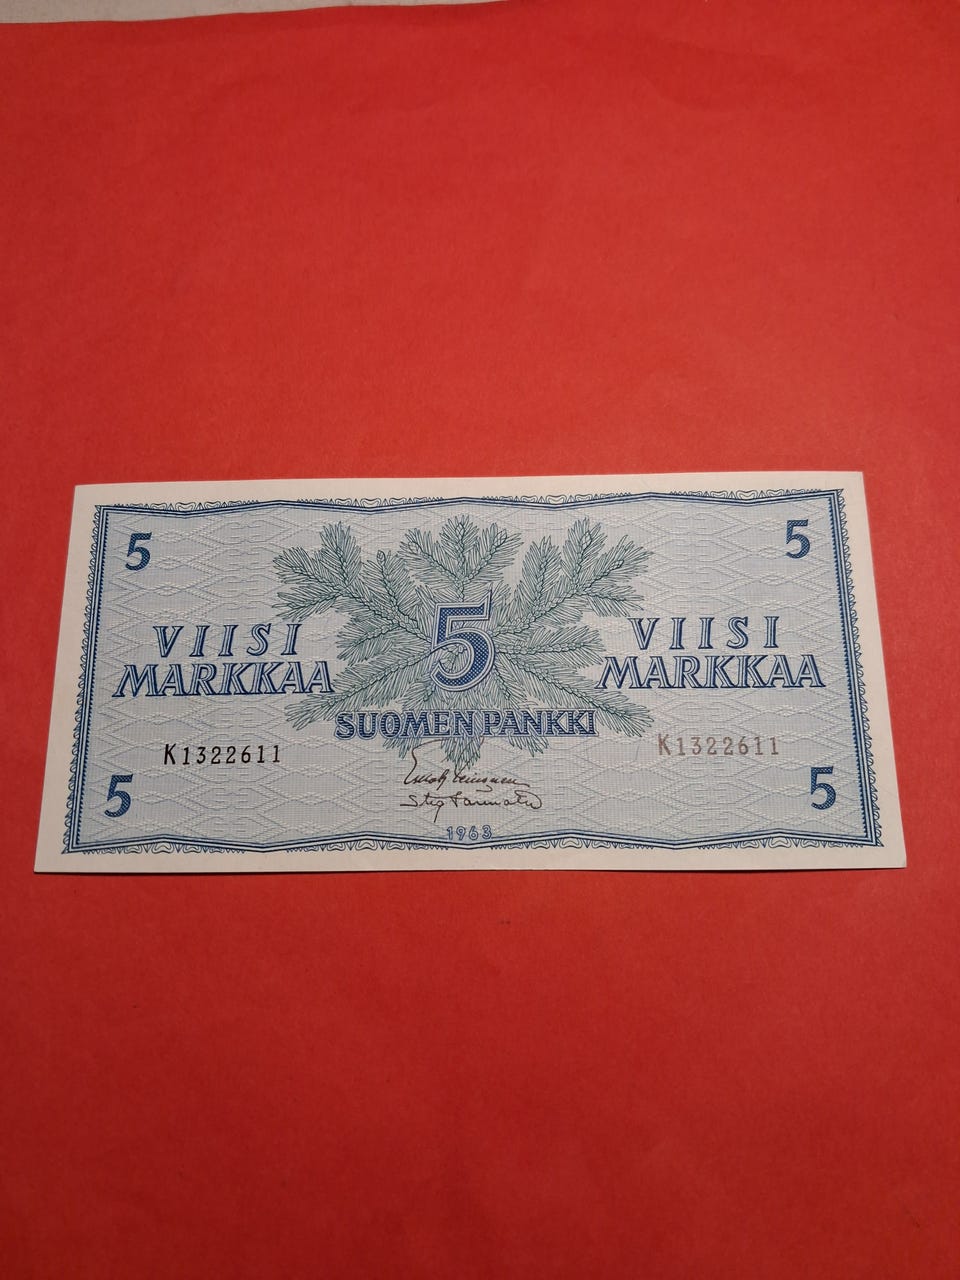 5 5
VIISI VIISI
MARKKAA 5 MARKKAA
SUOMEN PANKKI
K1322611 K1322611
5 5
1963